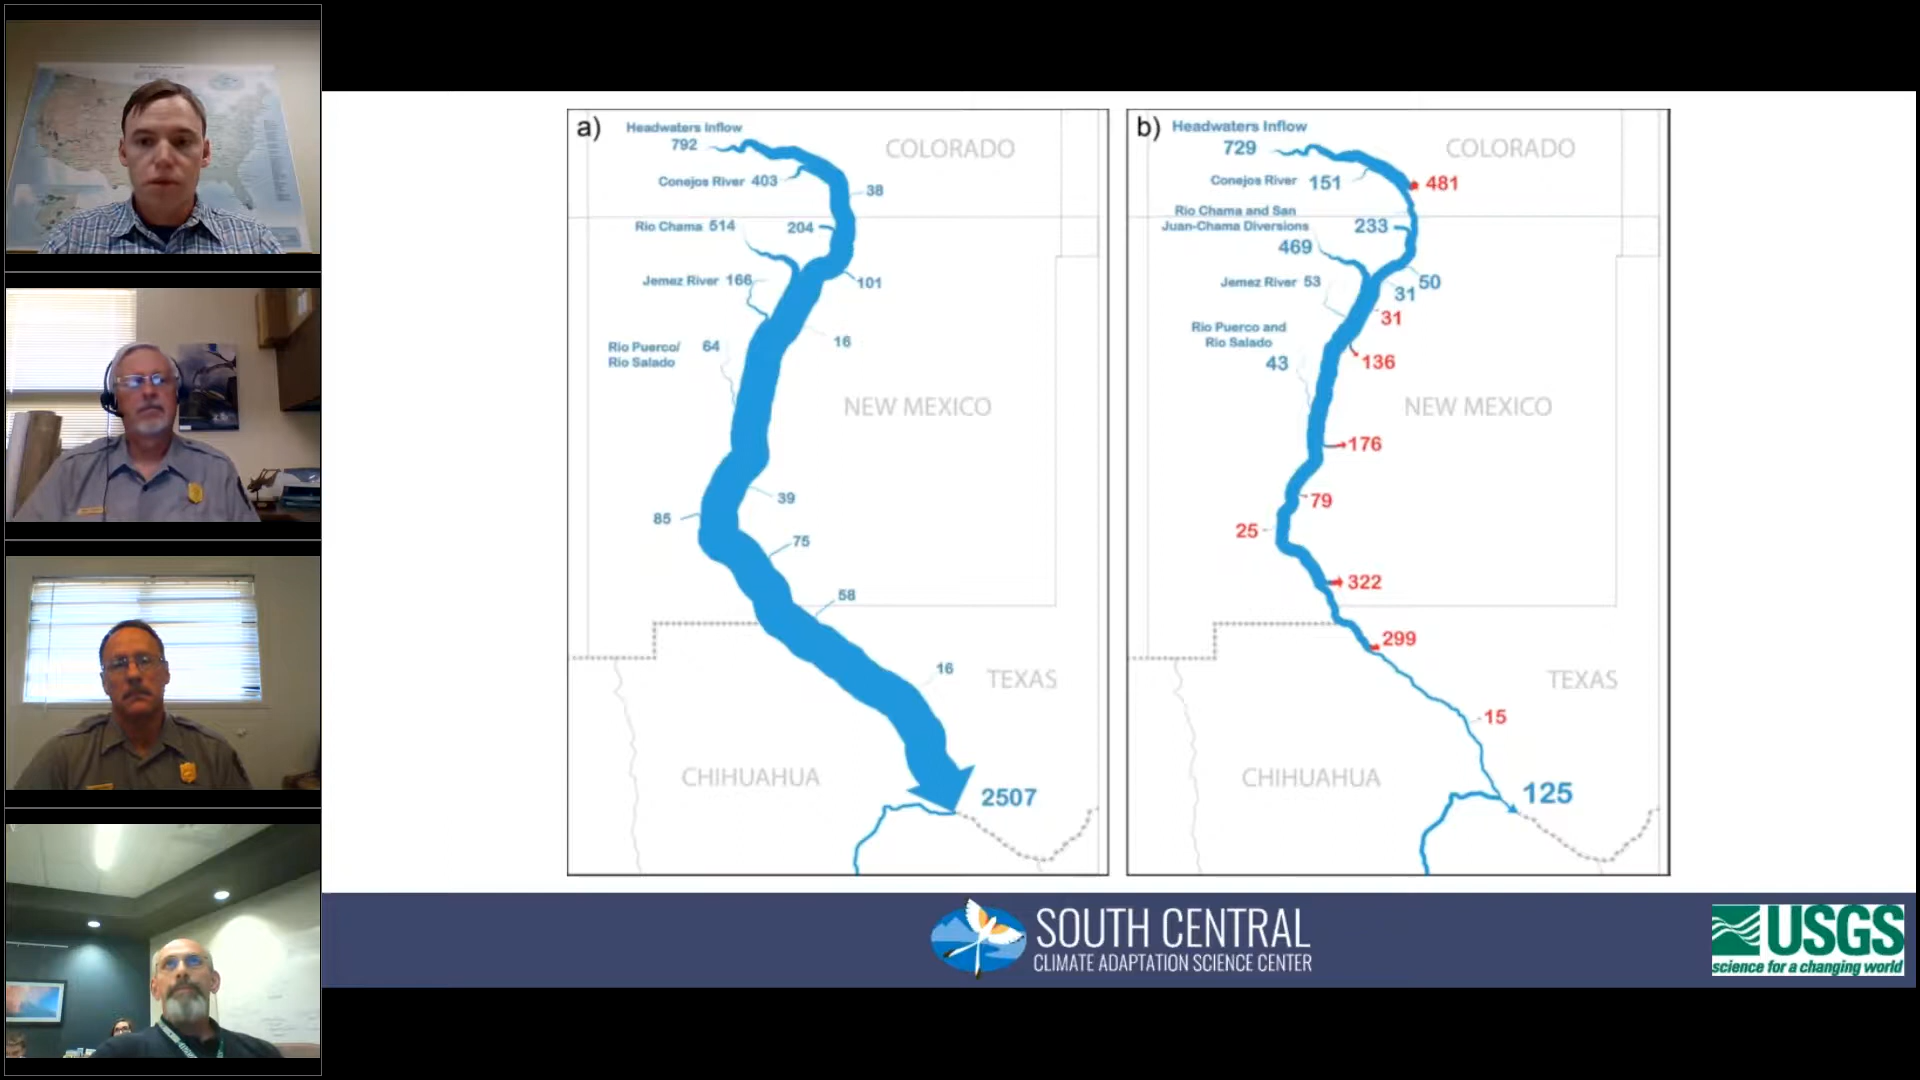 a)
Headwaters Inflow
792
COLORADO
Conejos River 403
38
Rio Chama 514
204
Jemez River 166
101
16
Rio Puerco/
Rio Salado
64
NEW MEXICO
39
85
75
58
16
TEXAS
CHIHUAHUA
2507
b)
Headwaters Inflow
729
COLORADO
Conejos River 151
481
Rio Chama and San
Juan-Chama Diversions
469
233
Jemez River 53
50
31
31
Rio Puerco and
Rio Salado
43
136
NEW MEXICO
176
79
25
322
299
TEXAS
15
CHIHUAHUA
125
SOUTH CENTRAL
CLIMATE ADAPTATION SCIENCE CENTER
USGS
science for a changing world